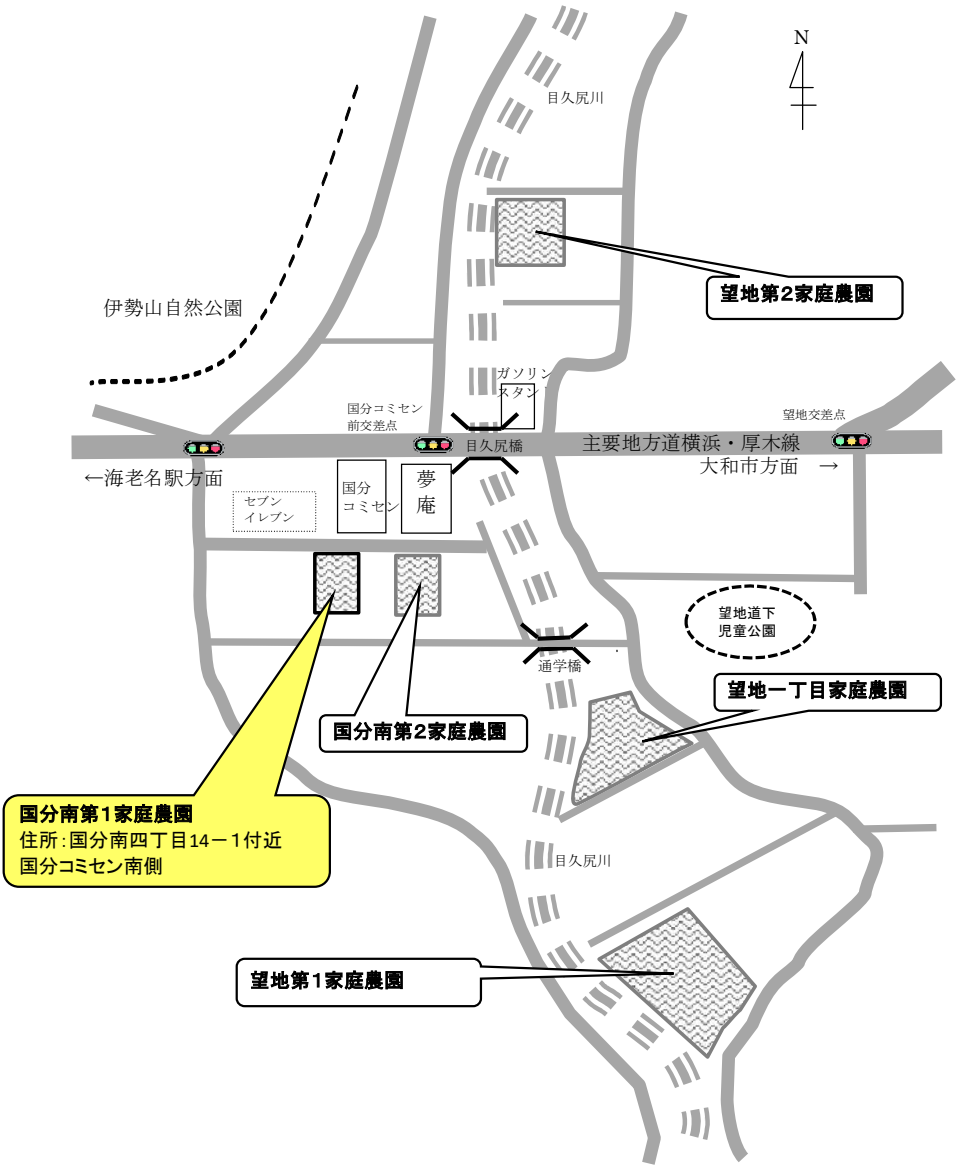 N
目久尻川
望地第2家庭農園
伊勢山自然公園
ガソリン
スタンド
国分コミセン
前交差点
望地交差点
目久尻橋
主要地方道横浜・厚木線
大和市方面 →
←海老名駅方面
セブン
イレブン
国分
コミセン
夢
庵
望地道下
児童公園
通学橋
望地一丁目家庭農園
国分南第2家庭農園
国分南第1家庭農園
住所:国分南四丁目14-1付近
国分コミセン南側
目久尻川
望地第1家庭農園